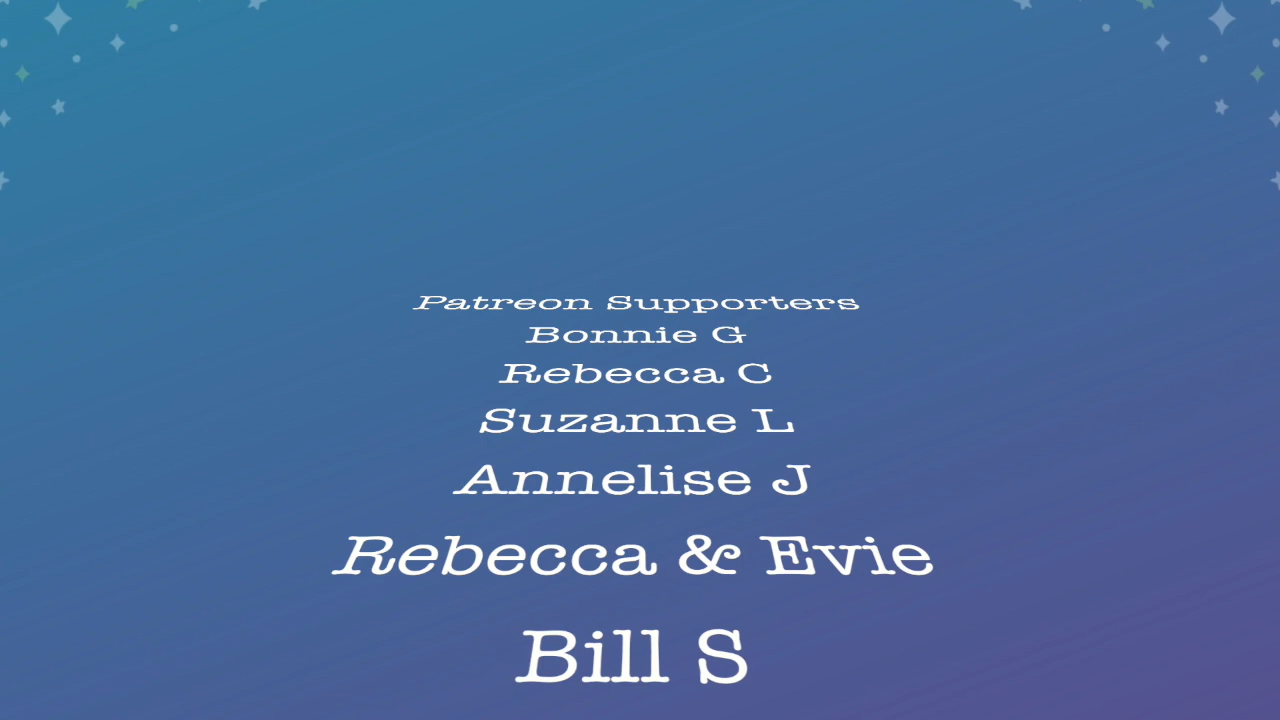 Patreon Supporters
Bonnie G
Rebecca C
Suzanne L
Annelise J
Rebecca & Evie
Bill S